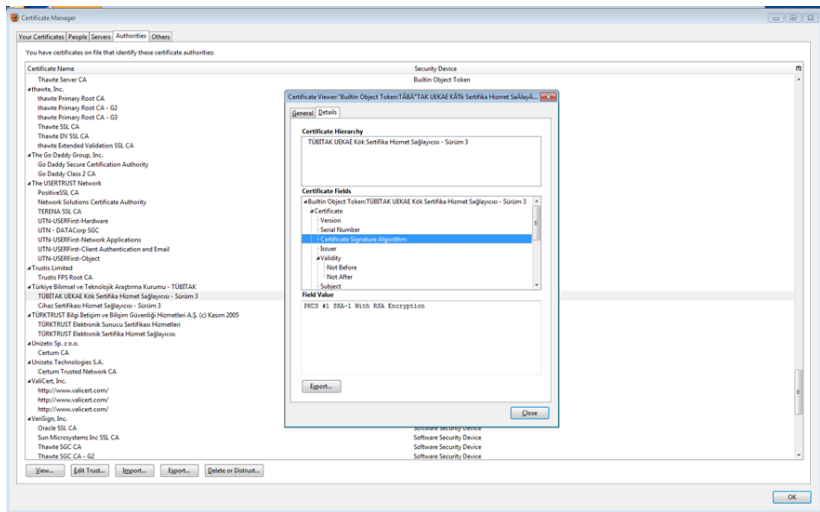 Certificate Manager
Your Certificates People Servers Authorities Others
You have certificates on file that identify these certificate authorities:
Certificate Name Security Device
Thawte Server CA Builtin Object Token
thawte, Inc.
thawte Primary Root CA
thawte Primary Root CA - G2
thawte Primary Root CA - G3
Thawte SSL CA
Thawte DV SSL CA
thawte Extended Validation SSL CA
The Go Daddy Group, Inc.
Go Daddy Secure Certification Authority
Go Daddy Class 2 CA
The USERTRUST Network
PositiveSSL CA
Network Solutions Certificate Authority
TERENA SSL CA
UTN-USERFirst-Hardware
UTN - DATACorp SGC
UTN-USERFirst-Network Applications
UTN-USERFirst-Client Authentication and Email
UTN-USERFirst-Object
Trustis Limited
Trustis FPS Root CA
Türkiye Bilimsel ve Teknolojik Araştırma Kurumu - TÜBİTAK
TÜBİTAK UEKAE Kök Sertifika Hizmet Sağlayıcısı - Sürüm 3
Cihaz Sertifikası Hizmet Sağlayıcısı - Sürüm 3
TÜRKTRUST Bilgi İletişim ve Bilişim Güvenliği Hizmetleri A.Ş. (c) Kasım 2005
TÜRKTRUST Elektronik Sunucu Sertifikası Hizmetleri
TÜRKTRUST Elektronik Sertifika Hizmet Sağlayıcısı
Unizeto Sp. z o.o.
Certum CA
Unizeto Technologies S.A.
Certum Trusted Network CA
ValiCert, Inc.
http://www.valicert.com/
http://www.valicert.com/
http://www.valicert.com/
VeriSign, Inc.
Oracle SSL CA Software Security Device
Sun Microsystems Inc SSL CA Software Security Device
Thawte SGC CA Software Security Device
Thawte SGC CA - G2 Software Security Device
View... Edit Trust... Import... Export... Delete or Distrust...
OK
Certificate Viewer:"Builtin Object Token:
General Details
Certificate Hierarchy
TÜBİTAK UEKAE Kök Sertifika Hizmet Sağlayıcısı - Sürüm 3
Certificate Fields
Builtin Object Token:TÜBİTAK UEKAE Kök Sertifika Hizmet Sağlayıcısı - Sürüm 3
Certificate
Version
Serial Number
Certificate Signature Algorithm
Issuer
Validity
Not Before
Not After
Subject
Field Value
PKCS #1 SHA-1 With RSA Encryption
Export...
Close